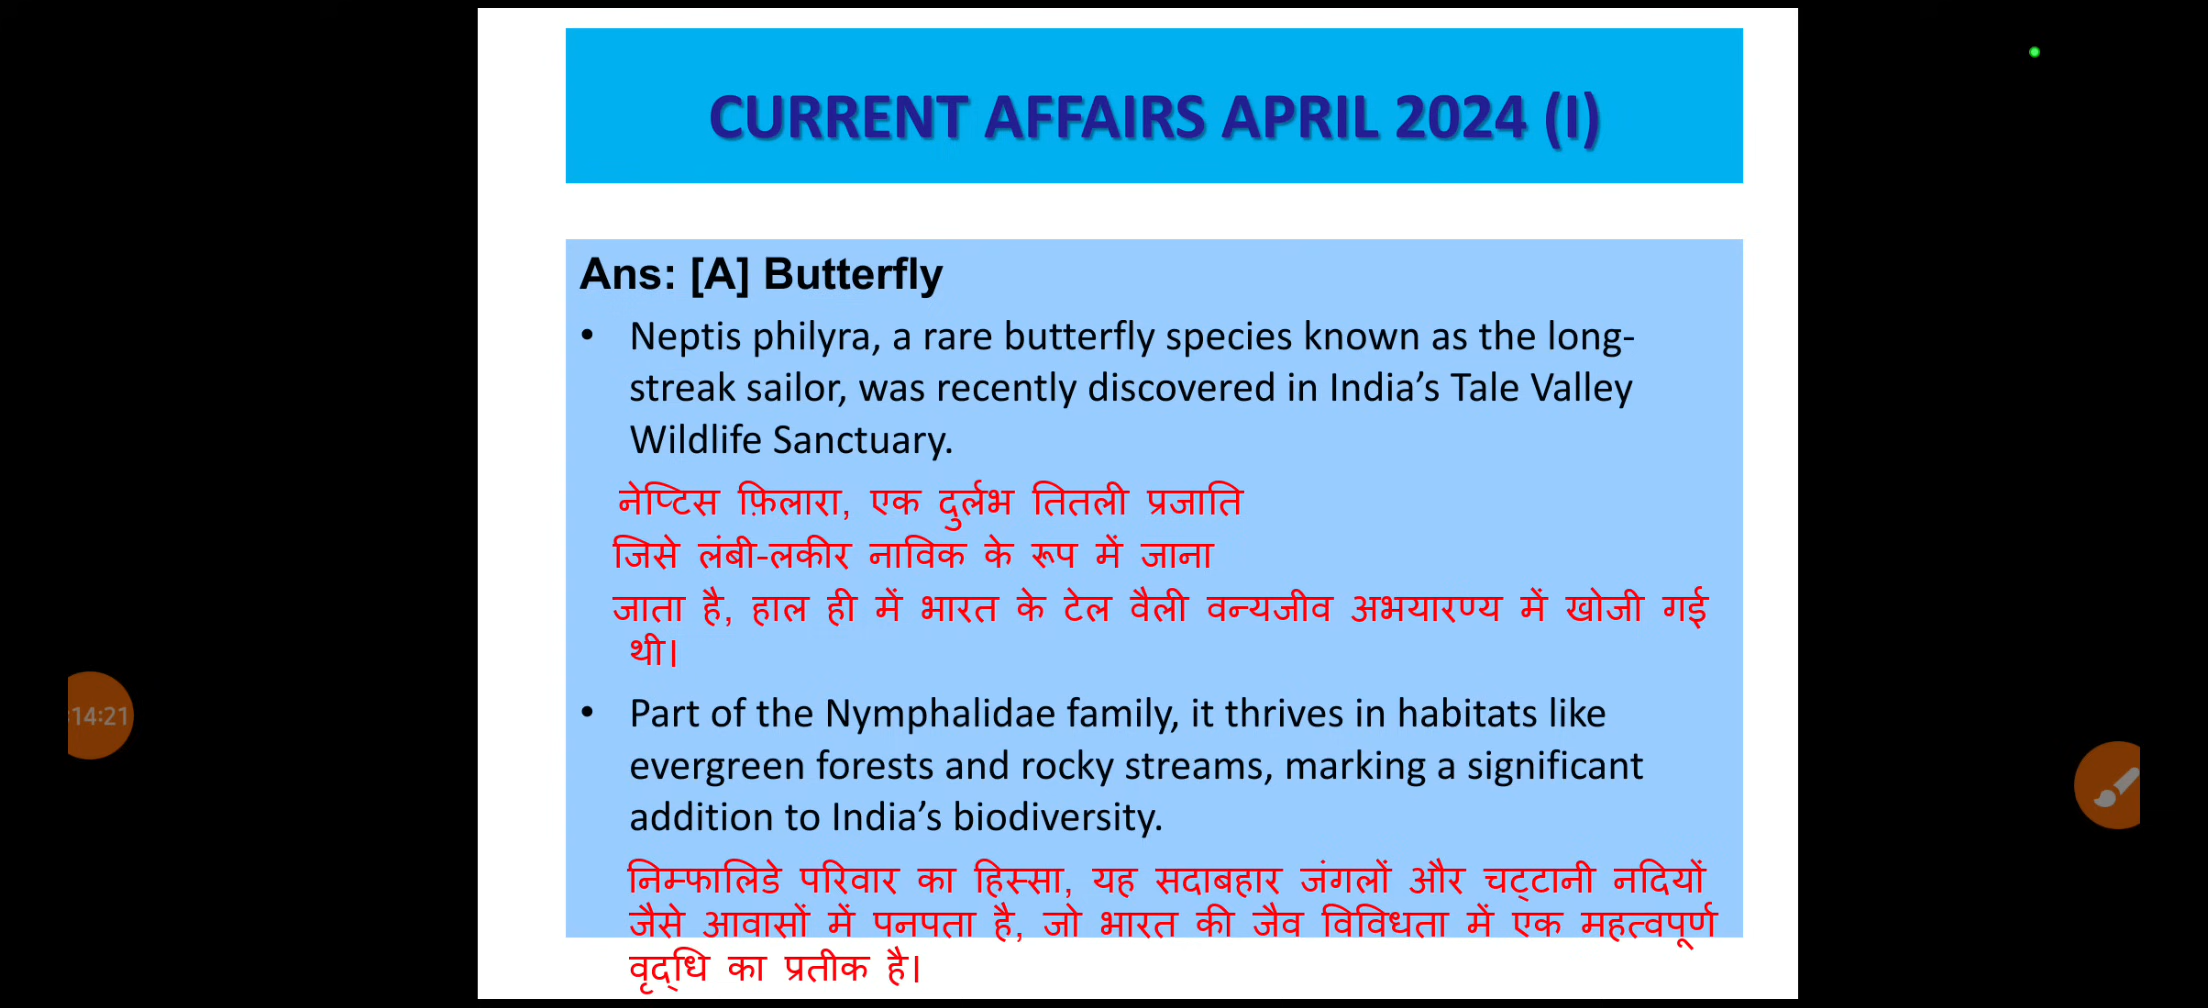 CURRENT AFFAIRS APRIL 2024 (I)
Ans: [A] Butterfly
• Neptis philyra, a rare butterfly species known as the long-
streak sailor, was recently discovered in India’s Tale Valley
Wildlife Sanctuary.
नेप्टिस फ़िलारा, एक दुर्लभ तितली प्रजाति
जिसे लंबी-लकीर नाविक के रूप में जाना
जाता है, हाल ही में भारत के टेल वैली वन्यजीव अभयारण्य में खोजी गई
थी।
• Part of the Nymphalidae family, it thrives in habitats like
evergreen forests and rocky streams, marking a significant
addition to India’s biodiversity.
निम्फालिडे परिवार का हिस्सा, यह सदाबहार जंगलों और चट्टानी नदियों
जैसे आवासों में पनपता है, जो भारत की जैव विविधता में एक महत्वपूर्ण
वृद्धि का प्रतीक है।
:14:21